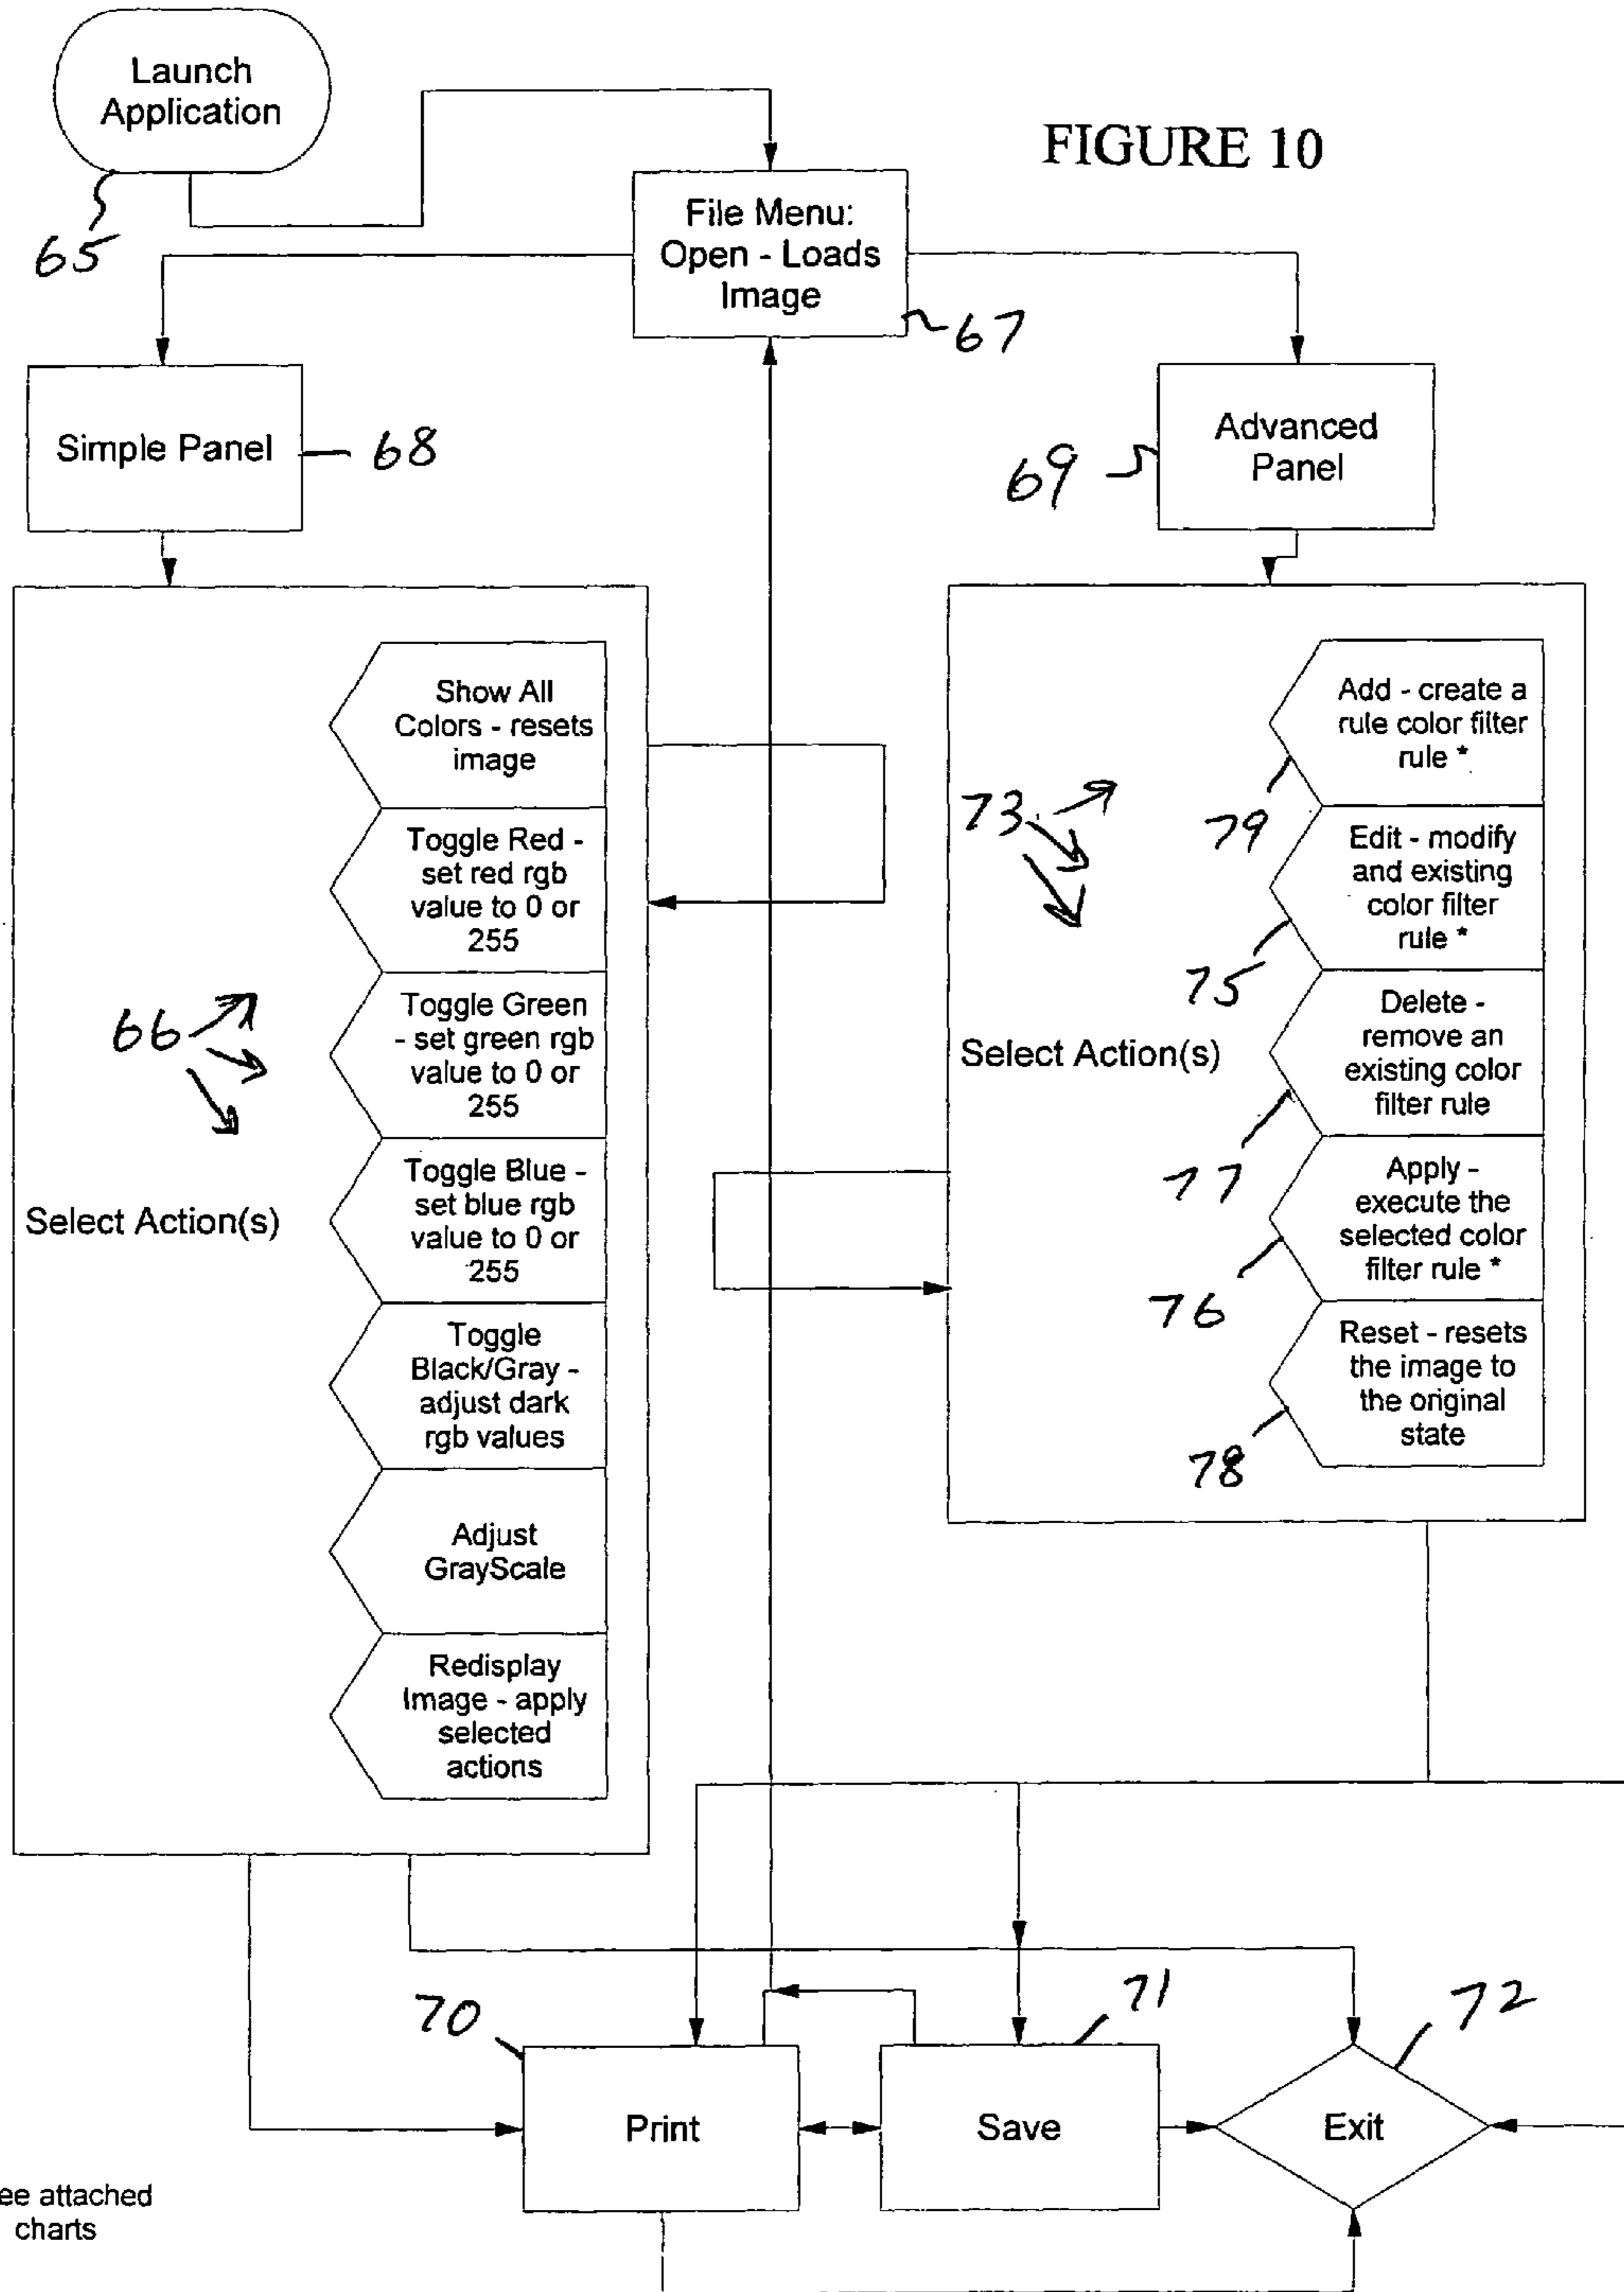 Launch
Application
FIGURE 10
65
File Menu:
Open - Loads
Image
67
Simple Panel
68
69
Advanced
Panel
Show All
Colors - resets
image
Toggle Red -
set red rgb
value to 0 or
255
66
Toggle Green
- set green rgb
value to 0 or
255
Select Action(s)
Toggle Blue -
set blue rgb
value to 0 or
255
Toggle
Black/Gray -
adjust dark
rgb values
Adjust
GrayScale
Redisplay
Image - apply
selected
actions
73
Select Action(s)
Add - create a
rule color filter
rule *
79
Edit - modify
and existing
color filter
rule *
75
Delete -
remove an
existing color
filter rule
77
Apply -
execute the
selected color
filter rule *
76
Reset - resets
the image to
the original
state
78
70
Print
71
Save
72
Exit
attached
charts